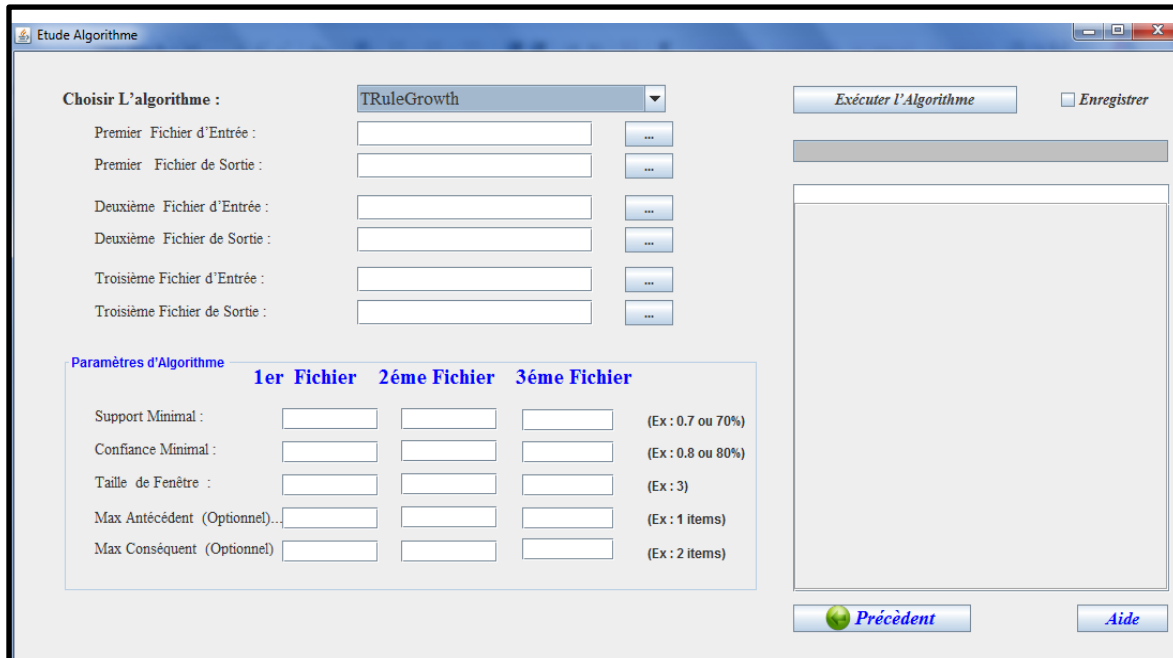 Etude Algorithme
Choisir L'algorithme :
TRuleGrowth
Exécuter l'Algorithme
Enregistrer
Premier Fichier d'Entrée :
...
Premier Fichier de Sortie :
...
Deuxième Fichier d'Entrée :
...
Deuxième Fichier de Sortie :
...
Troisième Fichier d'Entrée :
...
Troisième Fichier de Sortie :
...
Paramètres d'Algorithme
1er Fichier 2éme Fichier 3éme Fichier
Support Minimal :
(Ex : 0.7 ou 70%)
Confiance Minimal :
(Ex : 0.8 ou 80%)
Taille de Fenêtre :
(Ex : 3)
Max Antécédent (Optionnel)...
(Ex : 1 items)
Max Conséquent (Optionnel)
(Ex : 2 items)
Précèdent
Aide